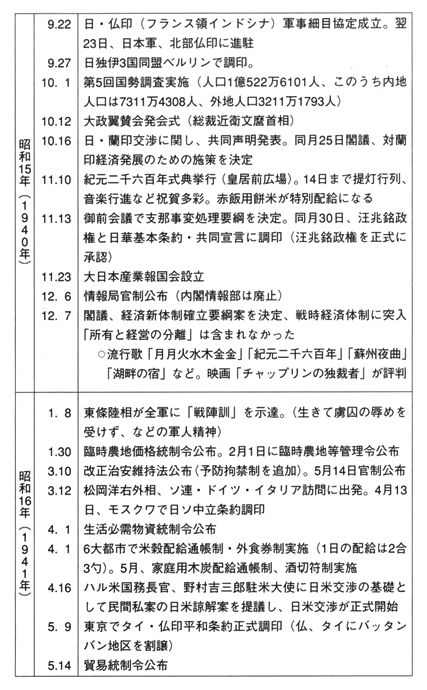 昭和15年（1940年）
9.22 日・仏印（フランス領インドシナ）軍事細目協定成立。翌
23日、日本軍、北部仏印に進駐
9.27 日独伊3国同盟ベルリンで調印。
10. 1 第5回国勢調査実施（人口1億522万6101人、このうち内地
人口は7311万4308人、外地人口3211万1793人）
10.12 大政翼賛会発会式（総裁近衛文麿首相）
10.16 日・蘭印交渉に関し、共同声明発表。同月25日閣議、対蘭
印経済発展のための施策を決定
11.10 紀元二千六百年式典挙行（皇居前広場）。14日まで提灯行列、
音楽行進など祝賀多彩。赤飯用餅米が特別配給になる
11.13 御前会議で支那事変処理要綱を決定。同月30日、汪兆銘政
権と日華基本条約・共同宣言に調印（汪兆銘政権を正式に
承認）
11.23 大日本産業報国会設立
12. 6 情報局官制公布（内閣情報部は廃止）
12. 7 閣議、経済新体制確立要綱案を決定、戦時経済体制に突入
「所有と経営の分離」は含まれなかった
○流行歌「月月火水木金金」「紀元二千六百年」「蘇州夜曲」
「湖畔の宿」など。映画「チャップリンの独裁者」が評判
昭和16年（1941年）
1. 8 東條陸相が全軍に「戦陣訓」を示達。（生きて虜囚の辱めを
受けず、などの軍人精神）
1.30 臨時農地価格統制令公布。2月1日に臨時農地等管理令公布
3.10 改正治安維持法公布（予防拘禁制を追加）。5月14日官制公布
3.12 松岡洋右外相、ソ連・ドイツ・イタリア訪問に出発。4月13
日、モスクワで日ソ中立条約調印
4. 1 生活必需物資統制令公布
4. 1 6大都市で米穀配給通帳制・外食券制実施（1日の配給は2合
3勺）。5月、家庭用木炭配給通帳制、酒切符制実施
4.16 ハル米国務長官、野村吉三郎駐米大使に日米交渉の基礎と
して民間私案の日米諒解案を提議し、日米交渉が正式開始
5. 9 東京でタイ・仏印平和条約正式調印（仏、タイにバッタン
バン地区を割譲）
5.14 貿易統制令公布